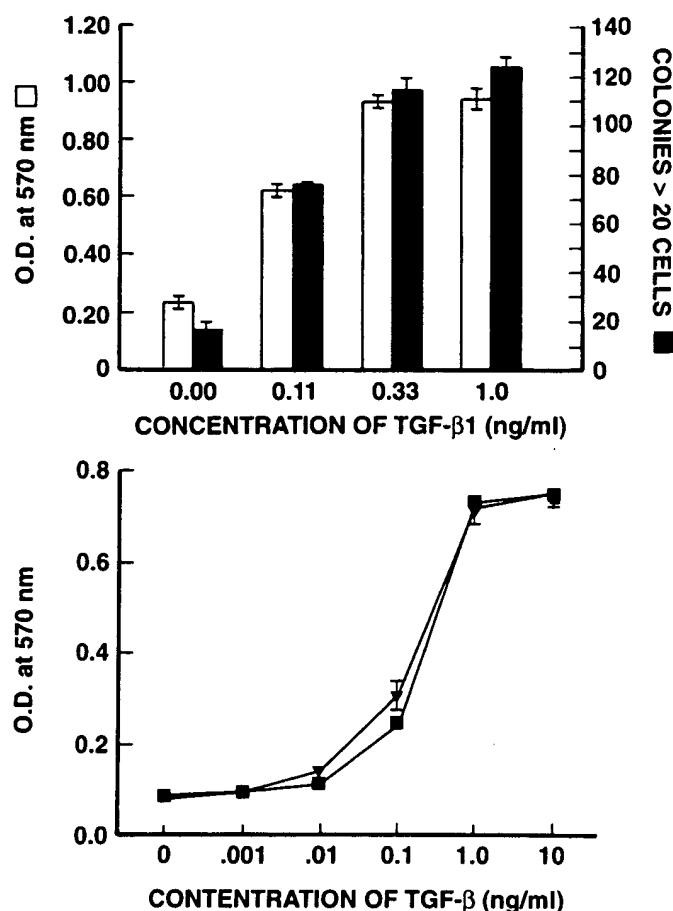 O.D. at 570 nm
1.20
1.00
0.80
0.60
0.40
0.20
0
140
120
100
80
60
40
20
0
COLONIES > 20 CELLS
0.00 0.11 0.33 1.0
CONCENTRATION OF TGF-β1 (ng/ml)
O.D. at 570 nm
0.8
0.6
0.4
0.2
0.0
0 .001 .01 0.1 1.0 10
CONTENTRATION OF TGF-β (ng/ml)